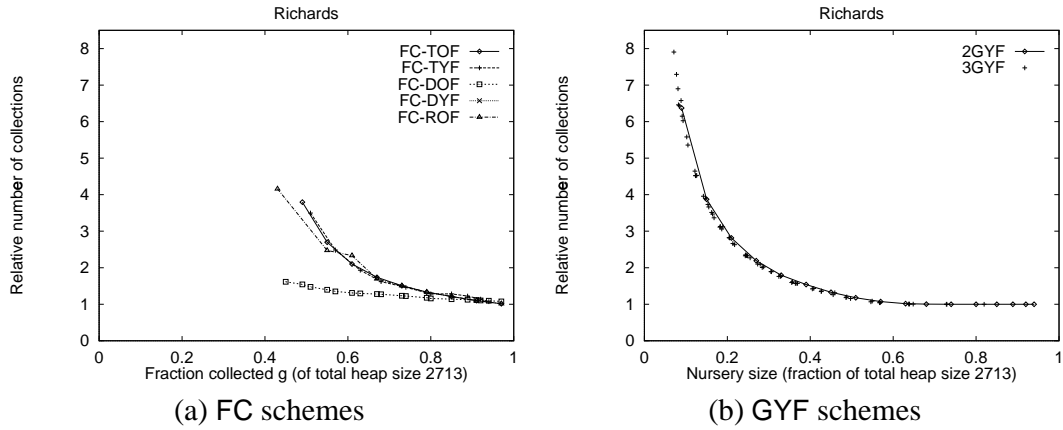 Richards
Relative number of collections
8
7
6
5
4
3
2
1
0
FC-TOF
FC-TYF
FC-DOF
FC-DYF
FC-ROF
0 0.2 0.4 0.6 0.8 1
Fraction collected g (of total heap size 2713)
(a) FC schemes
Richards
Relative number of collections
8
7
6
5
4
3
2
1
0
2GYF
3GYF
0 0.2 0.4 0.6 0.8 1
Nursery size (fraction of total heap size 2713)
(b) GYF schemes